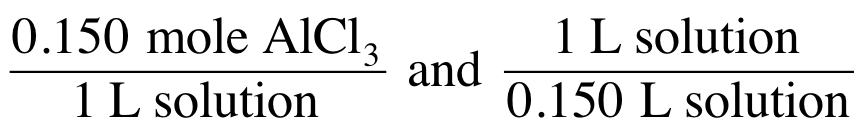 0.150 mole AlCl₃ / 1 L solution and 1 L solution / 0.150 L solution